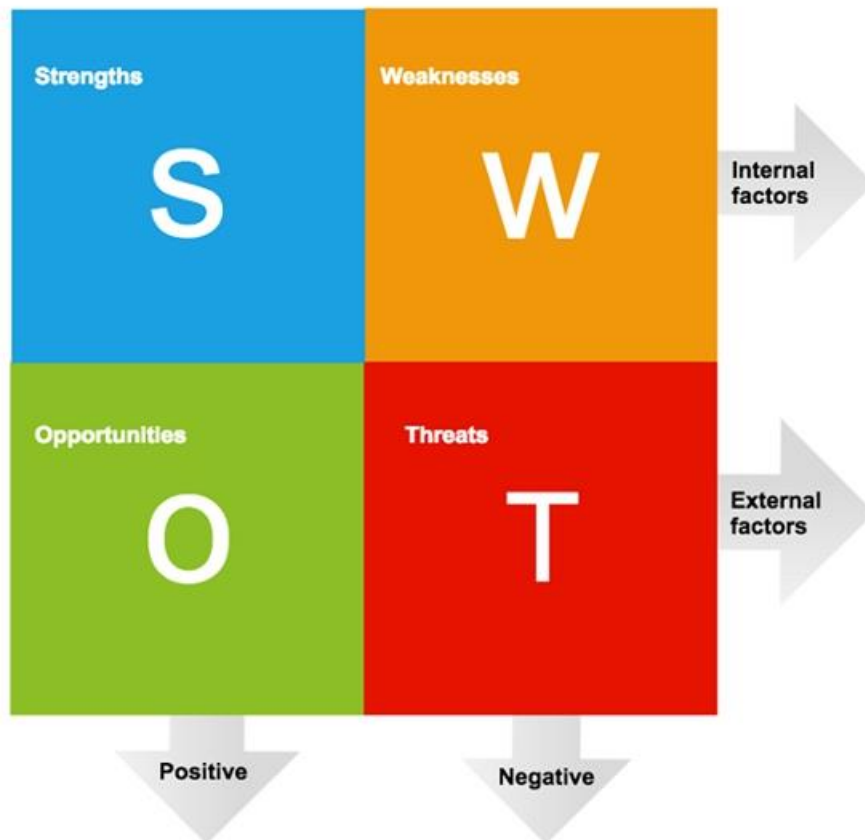 Strengths
Weaknesses
S
W
Internal
factors
Opportunities
Threats
O
T
External
factors
Positive
Negative